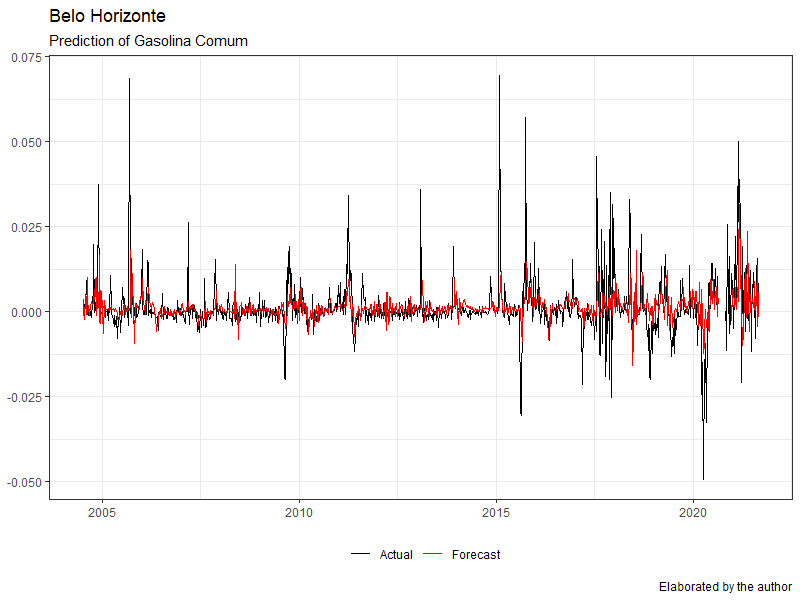 Belo Horizonte
Prediction of Gasolina Comum
0.075
0.050
0.025
0.000
-0.025
-0.050
2005 2010 2015 2020
Actual Forecast
Elaborated by the author